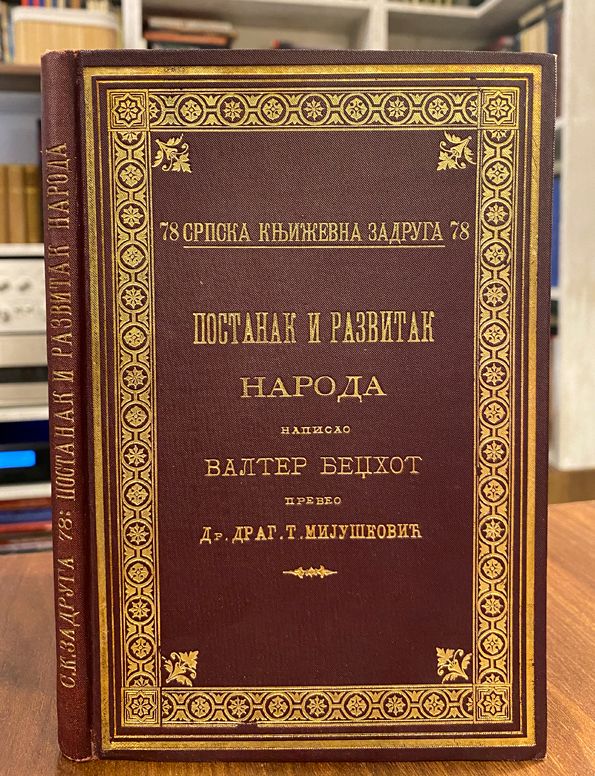 С.К.ЗАДРУГА 78: ПОСТАНАК И РАЗВИТАК НАРОДА
78 СРПСКА КЊИЖЕВНА ЗАДРУГА 78
ПОСТАНАК И РАЗВИТАК
НАРОДА
НАПИСАО
ВАЛТЕР БЕЏХОТ
ПРЕВЕО
Др. ДРАГ. Т. МИЈУШКОВИЋ